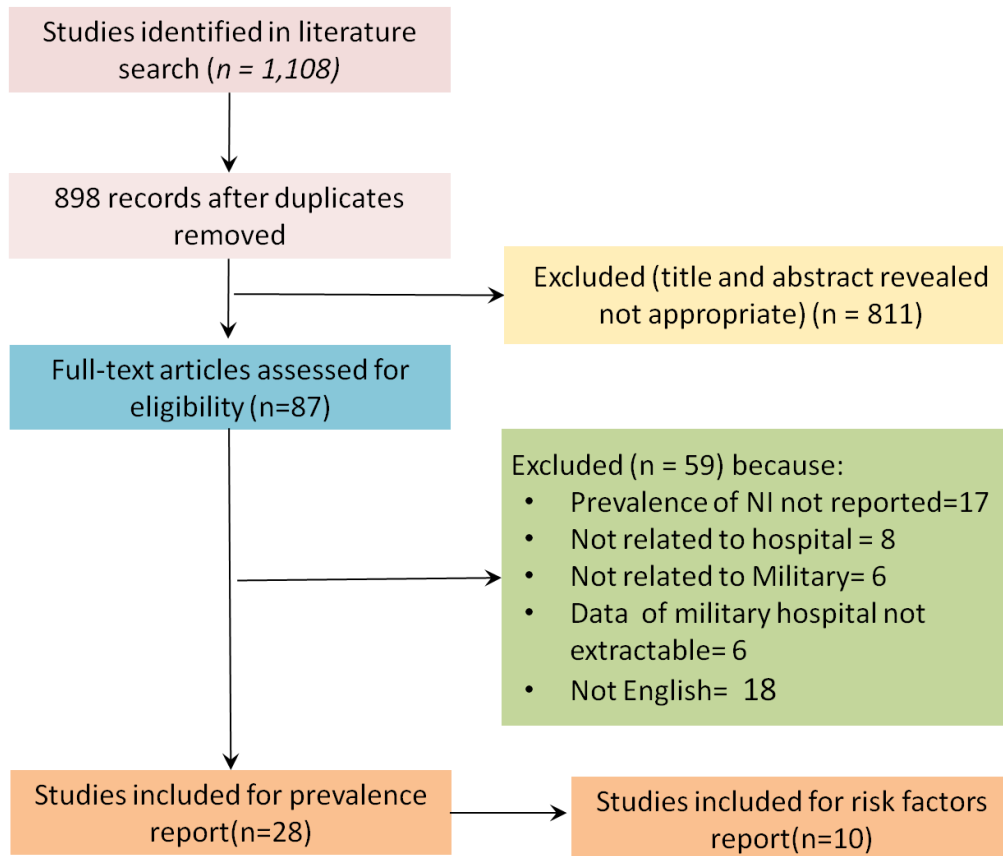 Studies identified in literature
search (n = 1,108)
898 records after duplicates
removed
Excluded (title and abstract revealed
not appropriate) (n = 811)
Full-text articles assessed for
eligibility (n=87)
Excluded (n = 59) because:
• Prevalence of NI not reported=17
• Not related to hospital = 8
• Not related to Military= 6
• Data of military hospital not
extractable= 6
• Not English= 18
Studies included for prevalence
report(n=28)
Studies included for risk factors
report(n=10)